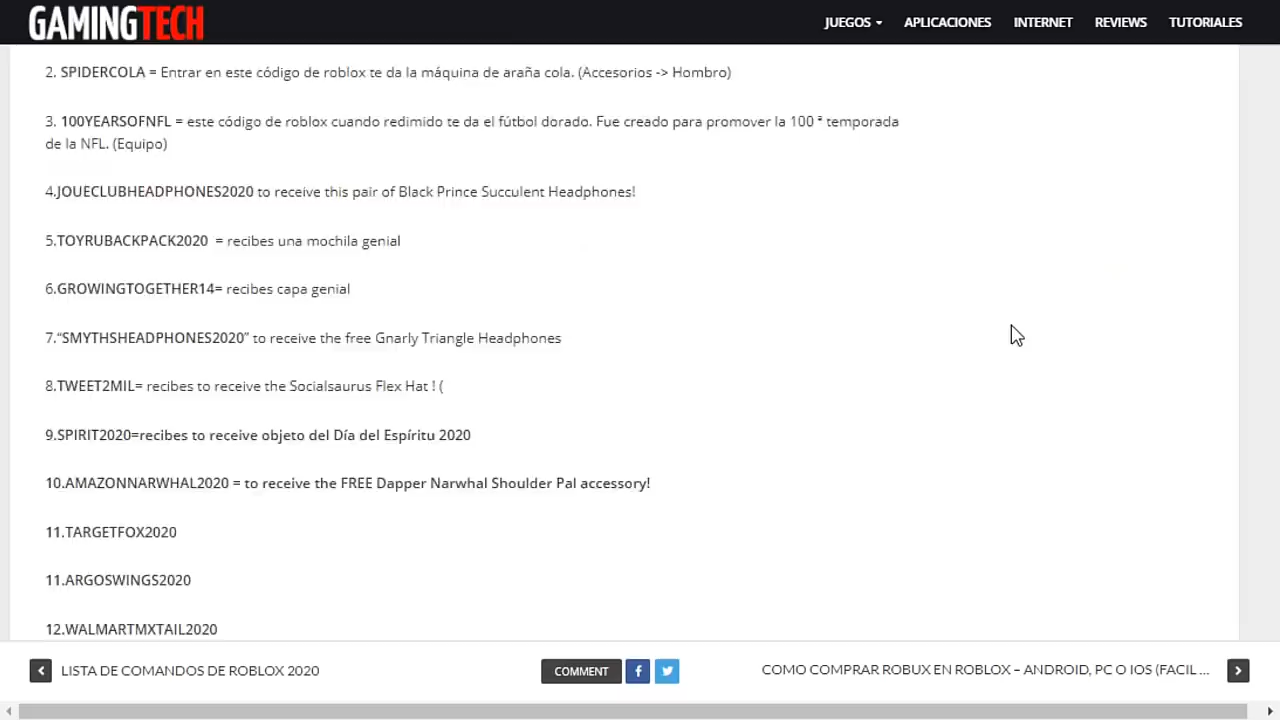 GAMINGTECH
JUEGOS
APLICACIONES
INTERNET
REVIEWS
TUTORIALES
2. SPIDERCOLA = Entrar en este código de roblox te da la máquina de araña cola. (Accesorios -> Hombro)
3. 100YEARSOFNFL = este código de roblox cuando redimido te da el fútbol dorado. Fue creado para promover la 100 ª temporada
de la NFL. (Equipo)
4.JOUECLUBHEADPHONES2020 to receive this pair of Black Prince Succulent Headphones!
5.TOYRUBACKPACK2020 = recibes una mochila genial
6.GROWINGTOGETHER14= recibes capa genial
7.“SMYTHSHEADPHONES2020” to receive the free Gnarly Triangle Headphones
8.TWEET2MIL= recibes to receive the Socialsaurus Flex Hat ! (
9.SPIRIT2020=recibes to receive objeto del Día del Espíritu 2020
10.AMAZONNARWHAL2020 = to receive the FREE Dapper Narwhal Shoulder Pal accessory!
11.TARGETFOX2020
11.ARGOSWINGS2020
12.WALMARTMXTAIL2020
LISTA DE COMANDOS DE ROBLOX 2020
COMMENT
COMO COMPRAR ROBUX EN ROBLOX – ANDROID, PC O IOS (FACIL ...